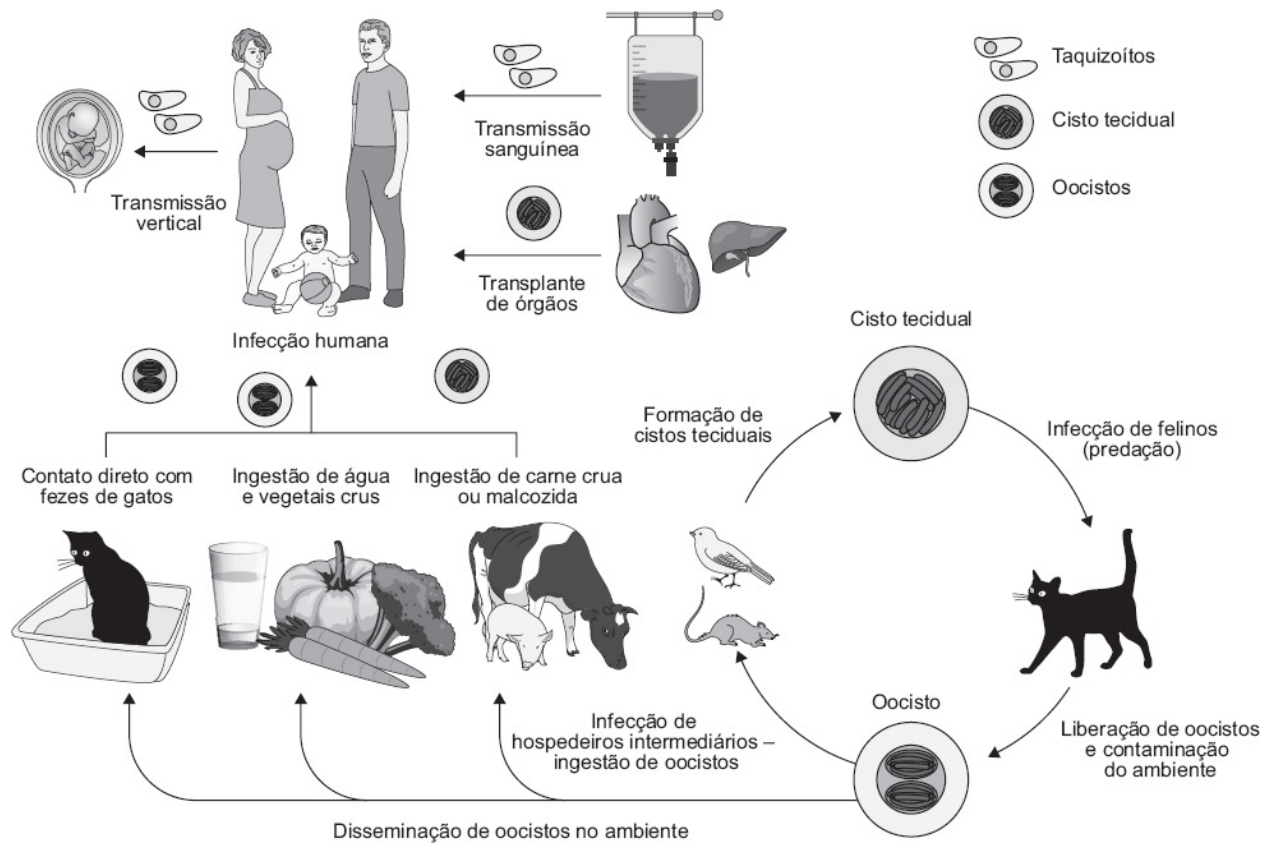 Taquizoítos
Cisto tecidual
Oocistos
Transmissão
sanguínea
Transmissão
vertical
Transplante
de órgãos
Infecção humana
Cisto tecidual
Formação de
cistos teciduais
Infecção de felinos
(predação)
Contato direto com
fezes de gatos
Ingestão de água
e vegetais crus
Ingestão de carne crua
ou malcozida
Oocisto
Infecção de
hospedeiros intermediários –
ingestão de oocistos
Liberação de oocistos
e contaminação
do ambiente
Disseminação de oocistos no ambiente